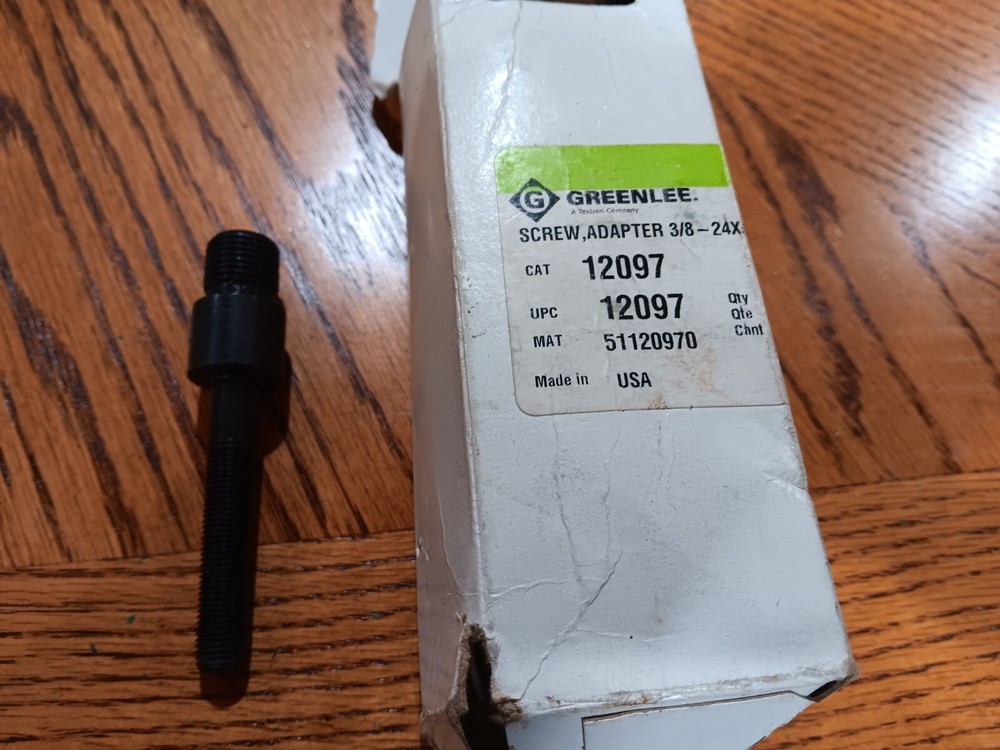 G GREENLEE.
A Textron Company
SCREW,ADAPTER 3/8-24X
CAT 12097
UPC 12097
MAT 51120970
Qty
Qte
Chnt
Made in USA